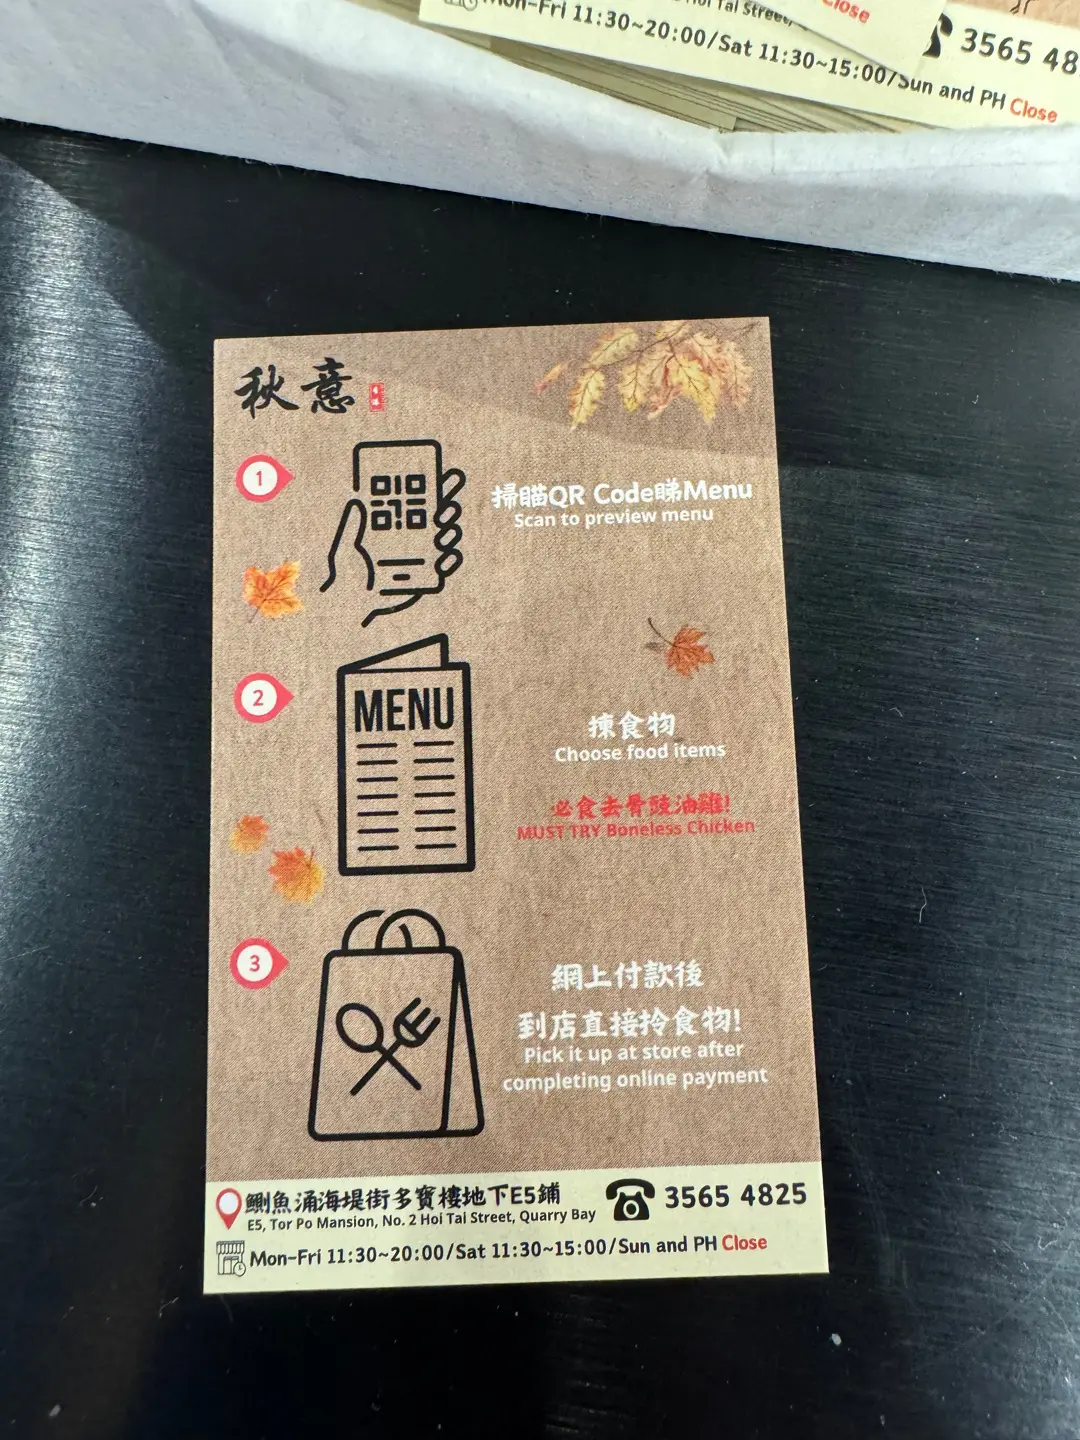 Hoi Tai Street,
Close
Mon-Fri 11:30~20:00/Sat 11:30~15:00/Sun and PH Close
3565 48
秋意
1
掃瞄QR Code睇Menu
Scan to preview menu
2
MENU
揀食物
Choose food items
必食去骨豉油雞!
MUST TRY Boneless Chicken
3
網上付款後
到店直接拎食物!
Pick it up at store after
completing online payment
鰂魚涌海堤街多寶樓地下E5鋪
E5, Tor Po Mansion, No. 2 Hoi Tai Street, Quarry Bay
3565 4825
Mon-Fri 11:30~20:00/Sat 11:30~15:00/Sun and PH Close